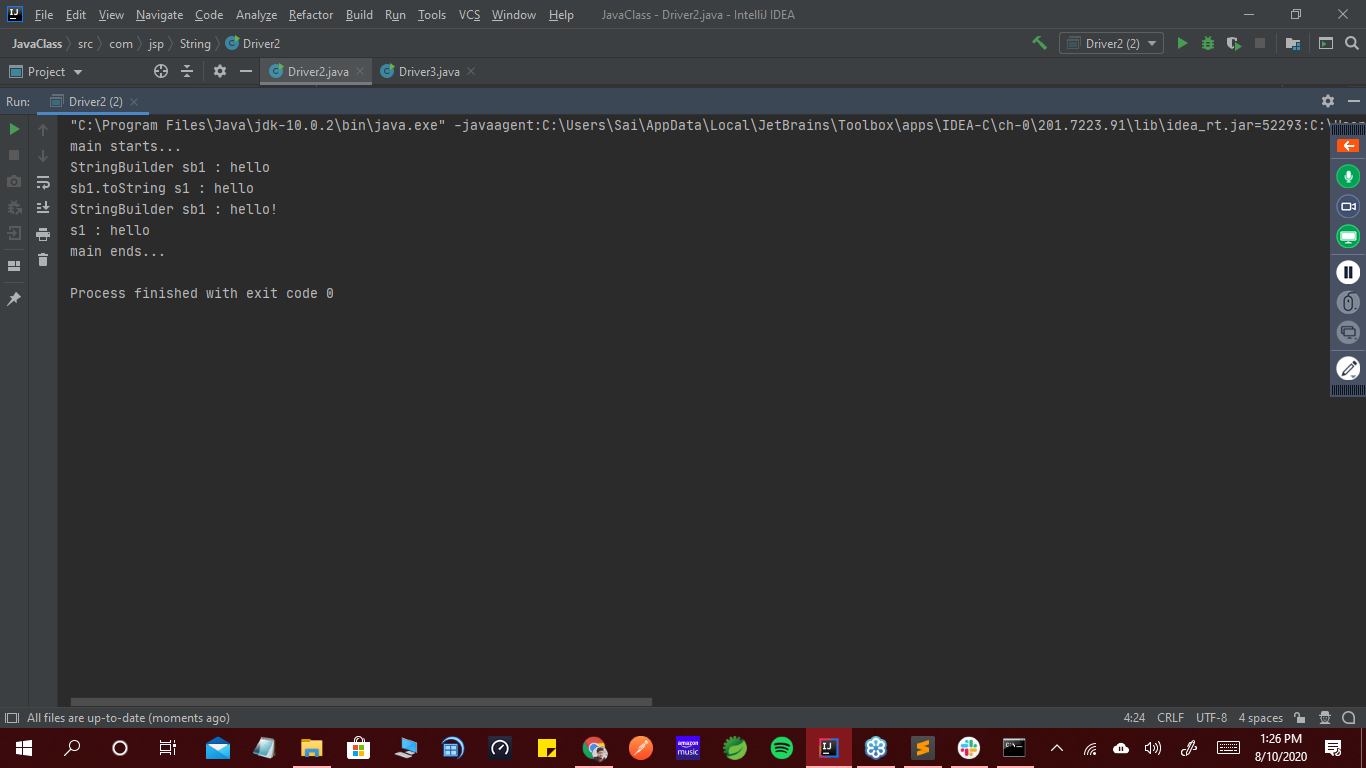 IJ File Edit View Navigate Code Analyze Refactor Build Run Tools VCS Window Help JavaClass - Driver2.java - IntelliJ IDEA
JavaClass src com jsp String Driver2 Driver2 (2)
Project Driver2.java Driver3.java
Run: Driver2 (2)
"C:\Program Files\Java\jdk-10.0.2\bin\java.exe" -javaagent:C:\Users\Sai\AppData\Local\JetBrains\Toolbox\apps\IDEA-C\ch-0\201.7223.91\lib\idea_rt.jar=52293:C:\
main starts...
StringBuilder sb1 : hello
sb1.toString s1 : hello
StringBuilder sb1 : hello!
s1 : hello
main ends...
Process finished with exit code 0
All files are up-to-date (moments ago) 4:24 CRLF UTF-8 4 spaces
amazon music IJ 1:26 PM
8/10/2020